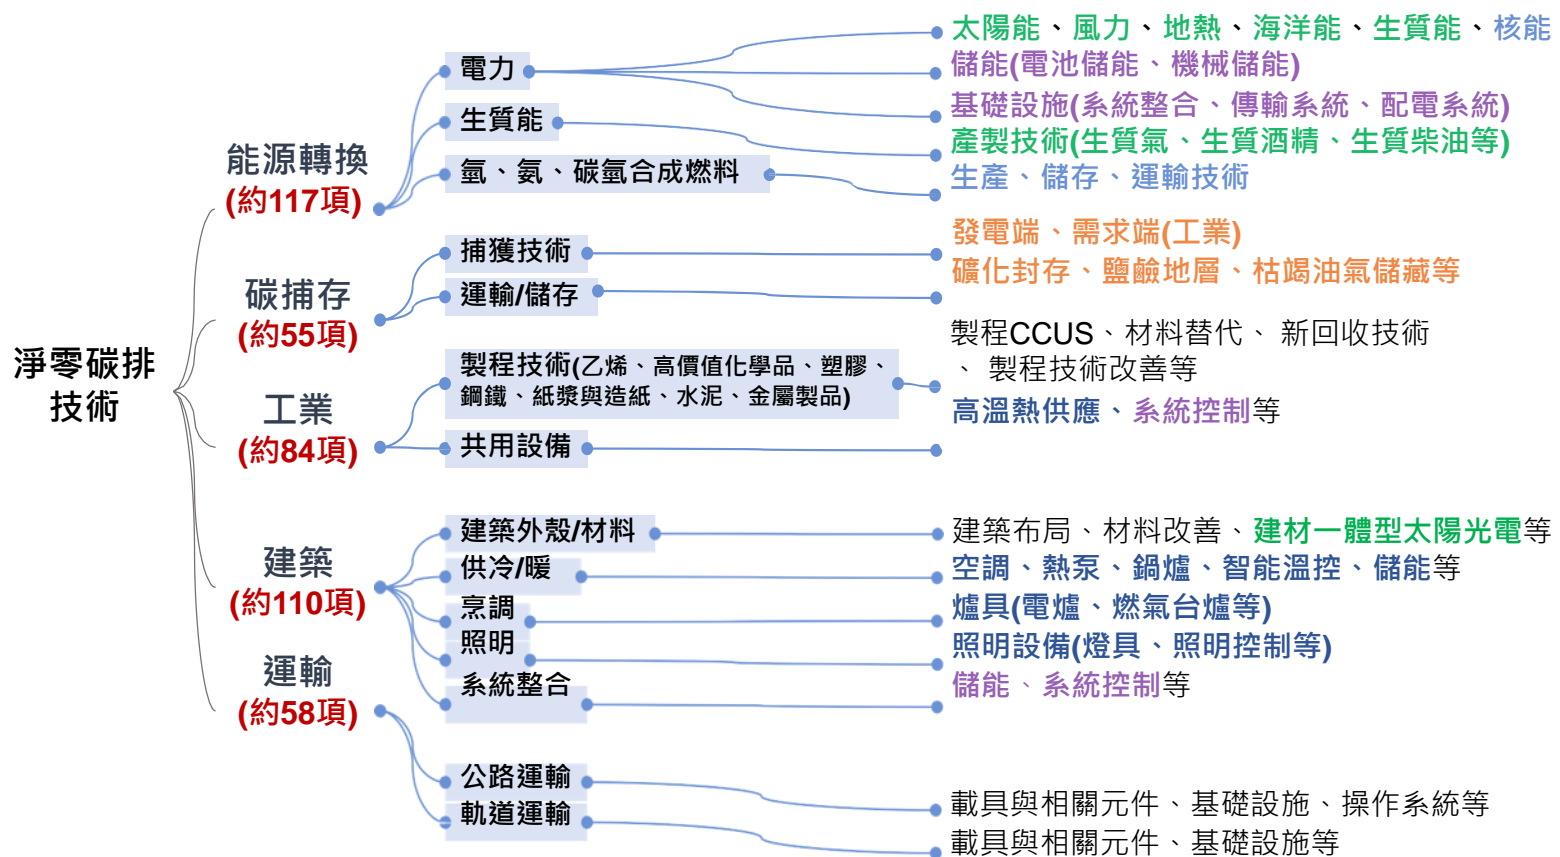 淨零碳排
技術
能源轉換
(約117項)
電力
太陽能、風力、地熱、海洋能、生質能、核能
儲能(電池儲能、機械儲能)
基礎設施(系統整合、傳輸系統、配電系統)
生質能
產製技術(生質氣、生質酒精、生質柴油等)
氫、氨、碳氫合成燃料
生產、儲存、運輸技術
碳捕存
(約55項)
捕獲技術
發電端、需求端(工業)
運輸/儲存
礦化封存、鹽鹼地層、枯竭油氣儲藏等
工業
(約84項)
製程技術(乙烯、高價值化學品、塑膠、
鋼鐵、紙漿與造紙、水泥、金屬製品)
製程CCUS、材料替代、 新回收技術
、 製程技術改善等
共用設備
高溫熱供應、系統控制等
建築
(約110項)
建築外殼/材料
建築布局、材料改善、建材一體型太陽光電等
供冷/暖
空調、熱泵、鍋爐、智能溫控、儲能等
烹調
爐具(電爐、燃氣台爐等)
照明
照明設備(燈具、照明控制等)
系統整合
儲能、系統控制等
運輸
(約58項)
公路運輸
載具與相關元件、基礎設施、操作系統等
軌道運輸
載具與相關元件、基礎設施等